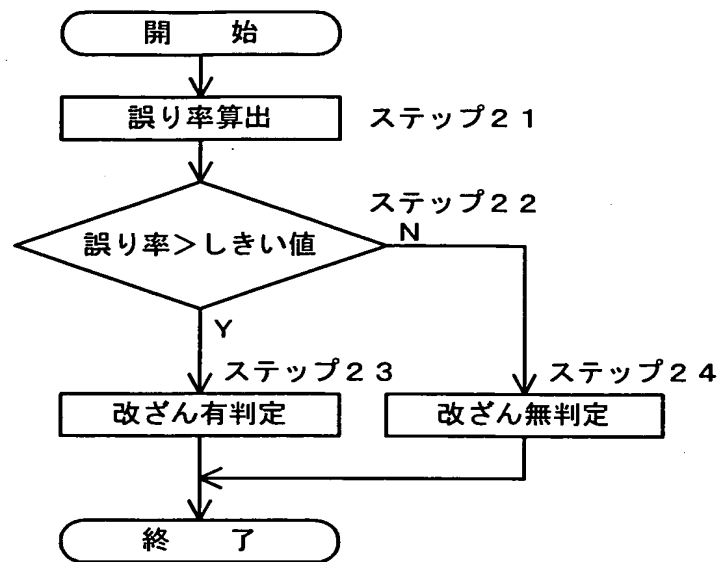 開　　始
誤り率算出
ステップ２１
ステップ２２
誤り率＞しきい値
N
Y
ステップ２３
ステップ２４
改ざん有判定
改ざん無判定
終　　了